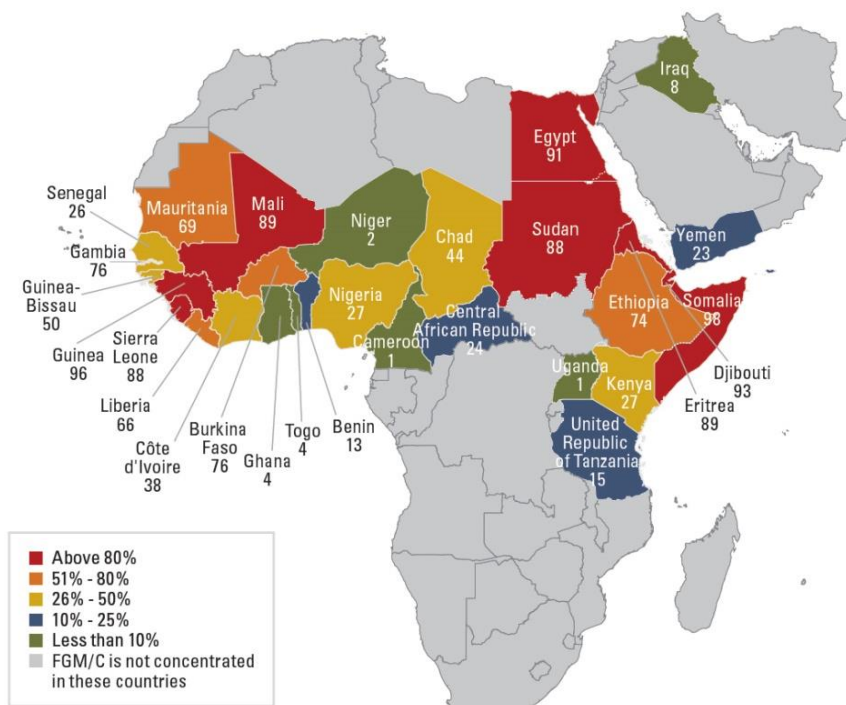 Iraq
8
Egypt
91
Senegal
26
Mauritania
69
Mali
89
Niger
2
Chad
44
Sudan
88
Yemen
23
Gambia
76
Guinea-
Bissau
50
Nigeria
27
Ethiopia
74
Somalia
98
Central
African Republic
24
Guinea
96
Sierra
Leone
88
Cameroon
1
Uganda
1
Kenya
27
Djibouti
93
Eritrea
89
Liberia
66
Côte
d'Ivoire
38
Burkina
Faso
76
Ghana
4
Togo
4
Benin
13
United
Republic
of Tanzania
15
Above 80%
51% - 80%
26% - 50%
10% - 25%
Less than 10%
FGM/C is not concentrated
in these countries